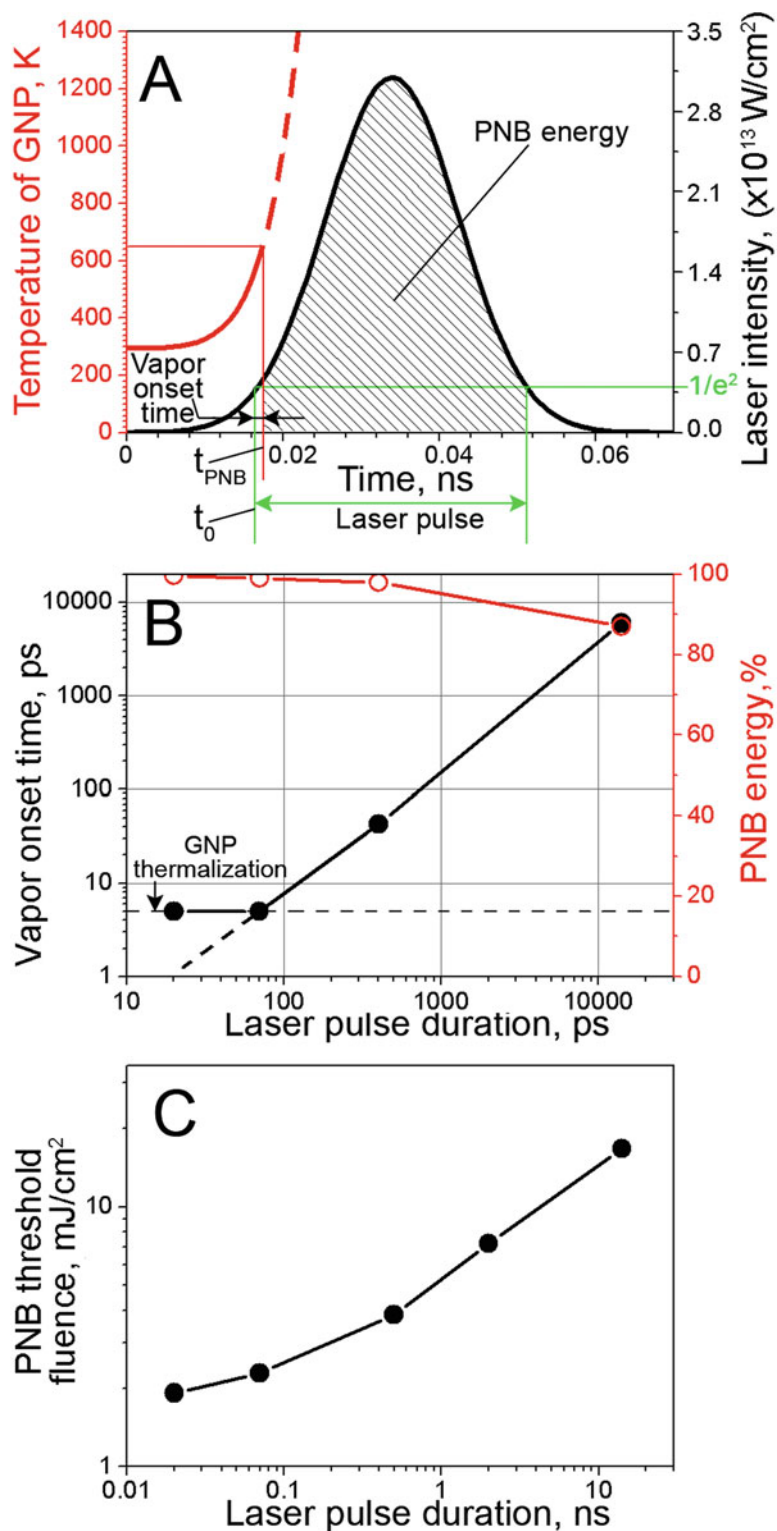 A
Temperature of GNP, K
1400
1200
1000
800
600
400
200
0
PNB energy
3.5
2.8
2.1
1.4
0.7
0.0
Laser intensity, (x10¹³ W/cm²)
1/e²
Vapor
onset
time
0
0.02
0.04
0.06
t_PNB
Time, ns
t₀
Laser pulse
B
Vapor onset time, ps
10000
1000
100
10
1
GNP
thermalization
100
80
60
40
20
0
PNB energy,%
10
100
1000
10000
Laser pulse duration, ps
C
PNB threshold
fluence, mJ/cm²
10
1
0.01
0.1
1
10
Laser pulse duration, ns